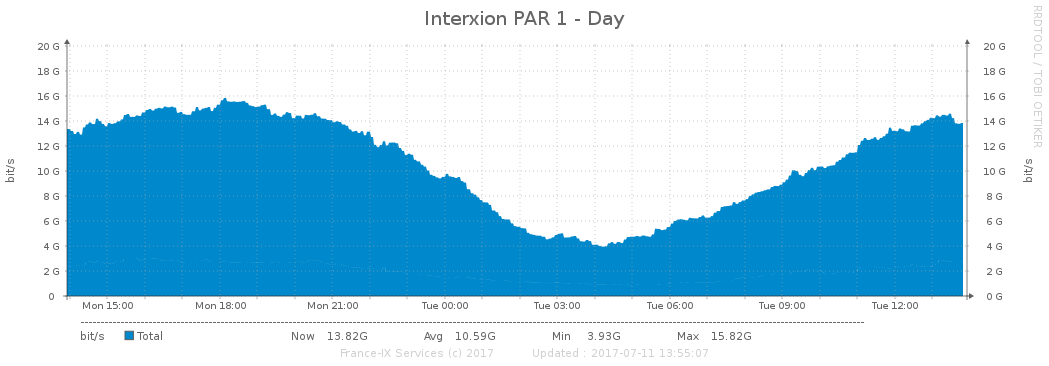 Interxion PAR 1 - Day
RRDTOOL / TOBI OETIKER
20 G 20 G
18 G 18 G
16 G 16 G
14 G 14 G
12 G 12 G
10 G 10 G
8 G 8 G
6 G 6 G
4 G 4 G
2 G 2 G
0 0 G
bit/s bit/s
Mon 15:00 Mon 18:00 Mon 21:00 Tue 00:00 Tue 03:00 Tue 06:00 Tue 09:00 Tue 12:00
bit/s Total Now 13.82G Avg 10.59G Min 3.93G Max 15.82G
France-IX Services (c) 2017 Updated : 2017-07-11 13:55:07